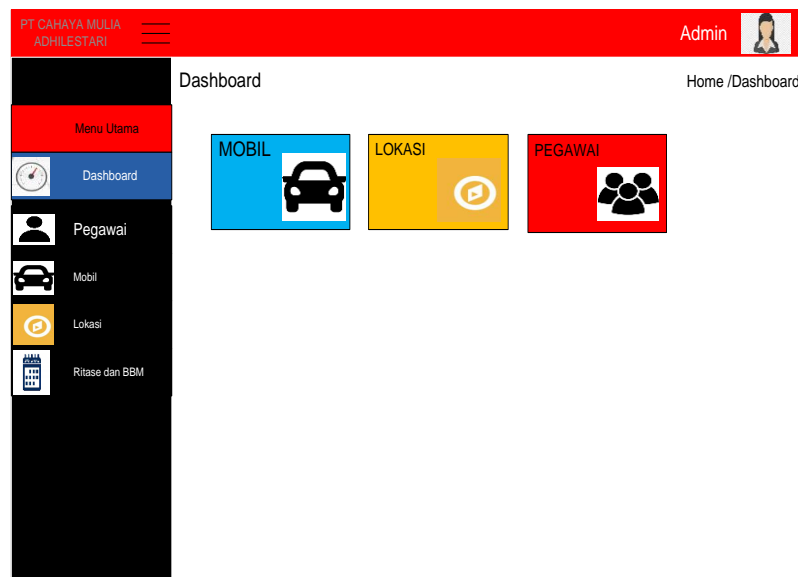 PT CAHAYA MULIA
ADHILESTARI
Admin
Dashboard
Home /Dashboard
Menu Utama
Dashboard
Pegawai
Mobil
Lokasi
Ritase dan BBM
MOBIL
LOKASI
PEGAWAI